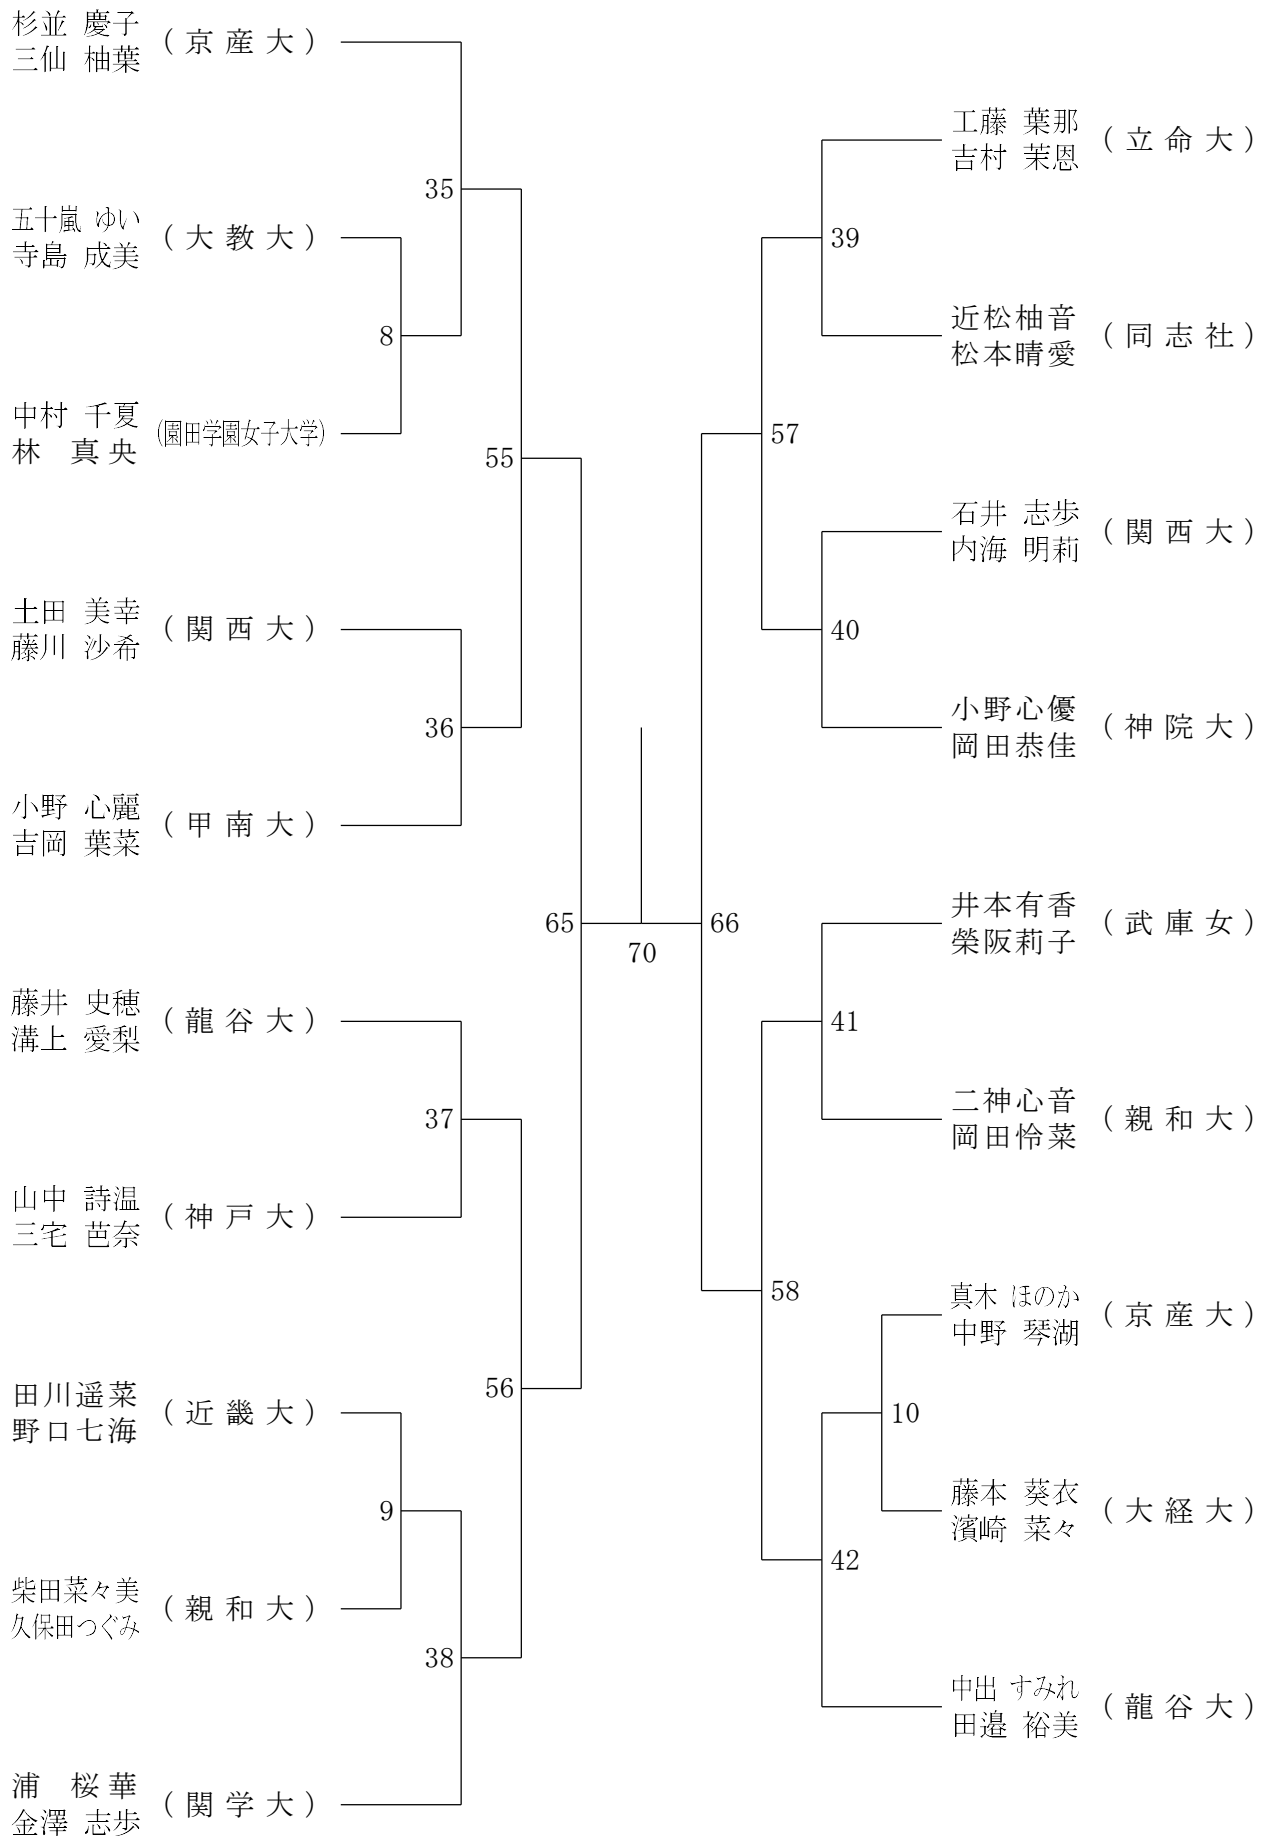 杉並 慶子
三仙 柚葉
(京産大)
五十嵐 ゆい
寺島 成美
(大教大)
中村 千夏
林 真央
(園田学園女子大学)
土田 美幸
藤川 沙希
(関西大)
小野 心麗
吉岡 葉菜
(甲南大)
藤井 史穂
溝上 愛梨
(龍谷大)
山中 詩温
三宅 芭奈
(神戸大)
田川遥菜
野口七海
(近畿大)
柴田菜々美
久保田つぐみ
(親和大)
浦 桜華
金澤 志歩
(関学大)
8
9
35
36
37
38
55
56
65
70
66
57
58
39
40
41
42
10
工藤 葉那
吉村 茉恩
(立命大)
近松柚音
松本晴愛
(同志社)
石井 志歩
内海 明莉
(関西大)
小野心優
岡田恭佳
(神院大)
井本有香
榮阪莉子
(武庫女)
二神心音
岡田怜菜
(親和大)
真木 ほのか
中野 琴湖
(京産大)
藤本 葵衣
濱崎 菜々
(大経大)
中出 すみれ
田邉 裕美
(龍谷大)